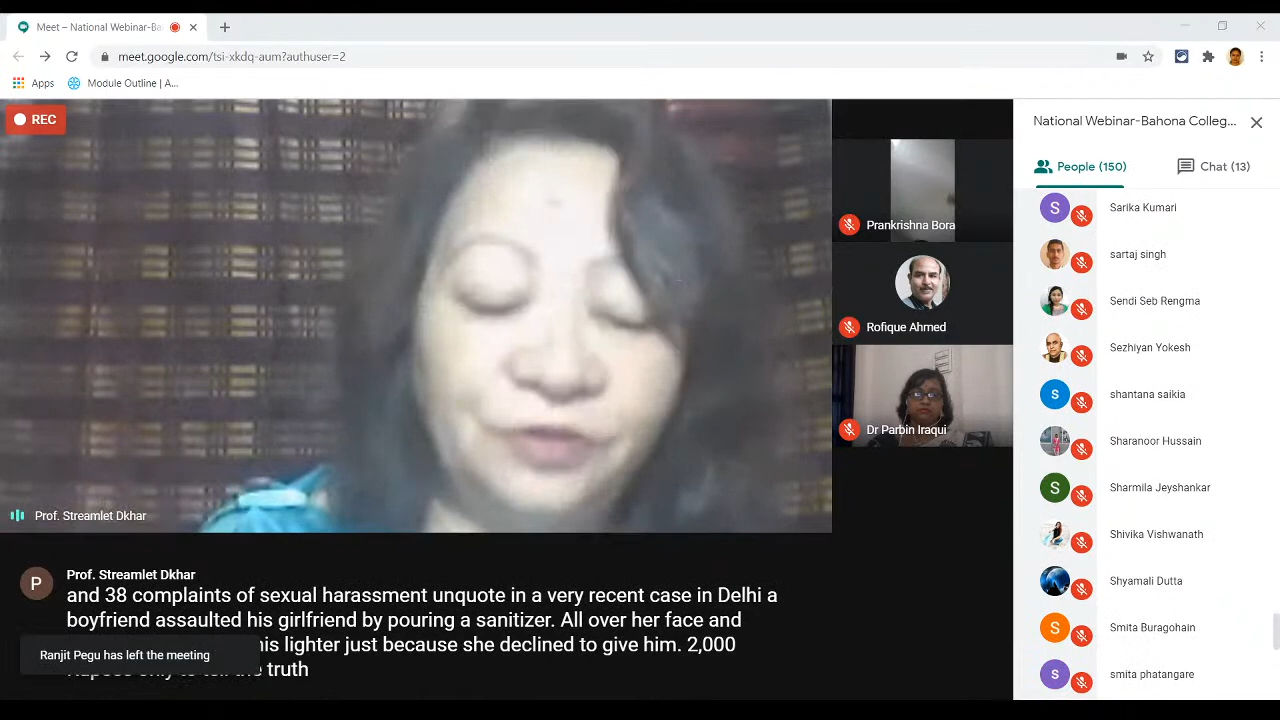 Meet – National Webinar-Ba
meet.google.com/tsi-xkdq-aum?authuser=2
Apps
Module Outline | A...
REC
Prof. Streamlet Dkhar
Prankrishna Bora
Rofique Ahmed
Dr Parbin Iraqui
P
Prof. Streamlet Dkhar
and 38 complaints of sexual harassment unquote in a very recent case in Delhi a
boyfriend assaulted his girlfriend by pouring a sanitizer. All over her face and
his lighter just because she declined to give him. 2,000
only to tell the truth
Ranjit Pegu has left the meeting
National Webinar-Bahona Colleg...
People (150)
Chat (13)
S Sarika Kumari
sartaj singh
Sendi Seb Rengma
Sezhiyan Yokesh
s shantana saikia
Sharanoor Hussain
S Sharmila Jeyshankar
Shivika Vishwanath
Shyamali Dutta
S Smita Buragohain
s smita phatangare